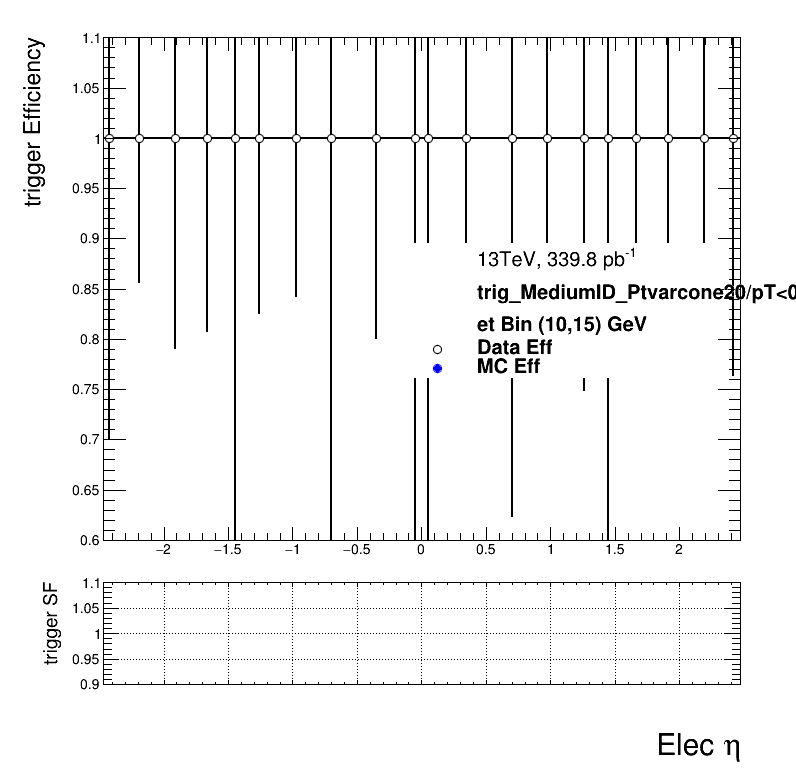 trigger Efficiency
1.1
1.05
1
0.95
0.9
0.85
0.8
0.75
0.7
0.65
0.6
13TeV, 339.8 pb⁻¹
trig_MediumID_Ptvarcone20/pT<0
et Bin (10,15) GeV
Data Eff
MC Eff
−2 −1.5 −1 −0.5 0 0.5 1 1.5 2
trigger SF
1.1
1.05
1
0.95
0.9
Elec η